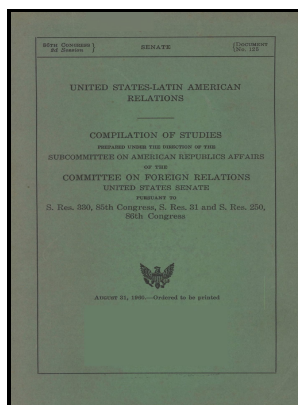 86TH CONGRESS
2d Session
SENATE
DOCUMENT
No. 125
UNITED STATES-LATIN AMERICAN
RELATIONS
COMPILATION OF STUDIES
PREPARED UNDER THE DIRECTION OF THE
SUBCOMMITTEE ON AMERICAN REPUBLICS AFFAIRS
OF THE
COMMITTEE ON FOREIGN RELATIONS
UNITED STATES SENATE
PURSUANT TO
S. Res. 330, 85th Congress, S. Res. 31 and S. Res. 250,
86th Congress
AUGUST 31, 1960.—Ordered to be printed